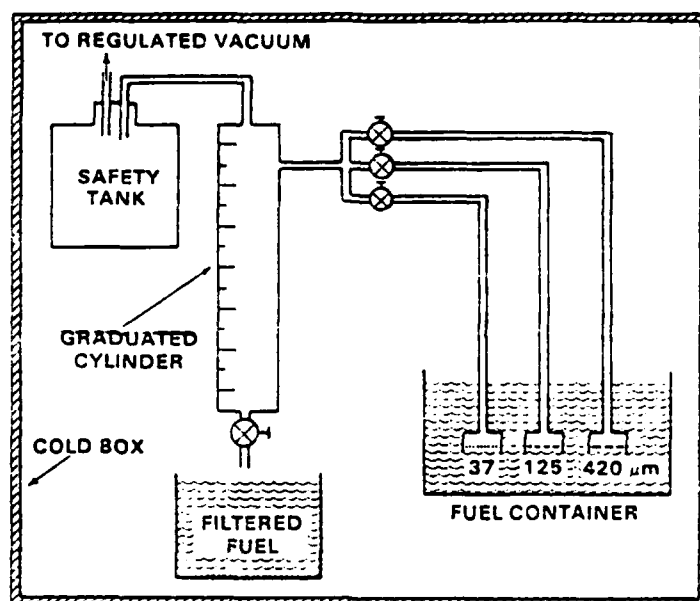 TO REGULATED VACUUM
SAFETY
TANK
GRADUATED
CYLINDER
COLD BOX
37 125 420 μm
FUEL CONTAINER
FILTERED
FUEL